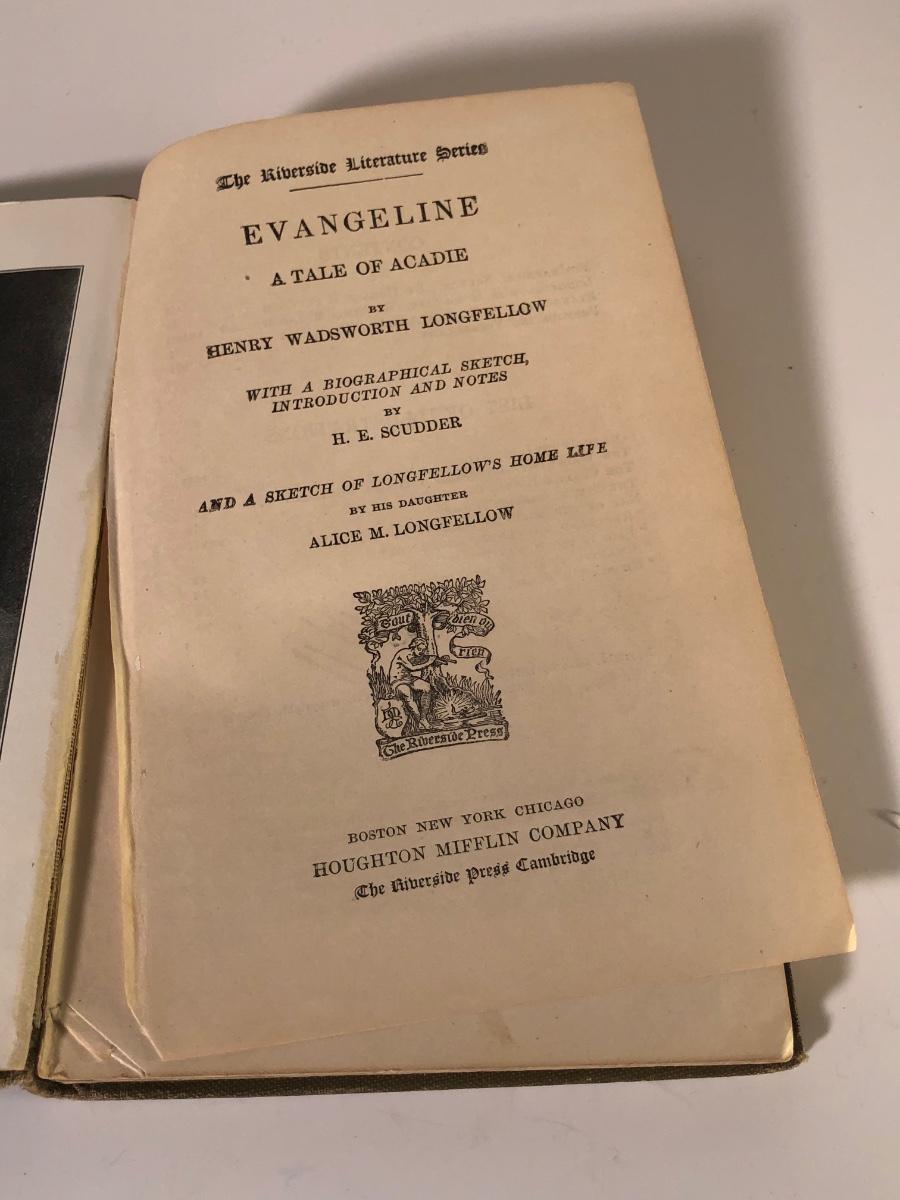 The Riverside Literature Series
EVANGELINE
A TALE OF ACADIE
BY
HENRY WADSWORTH LONGFELLOW
WITH A BIOGRAPHICAL SKETCH,
INTRODUCTION AND NOTES
BY
H. E. SCUDDER
AND A SKETCH OF LONGFELLOW'S HOME LIFE
BY HIS DAUGHTER
ALICE M. LONGFELLOW
Tout bien ou
rien
The Riverside Press
BOSTON NEW YORK CHICAGO
HOUGHTON MIFFLIN COMPANY
The Riverside Press Cambridge